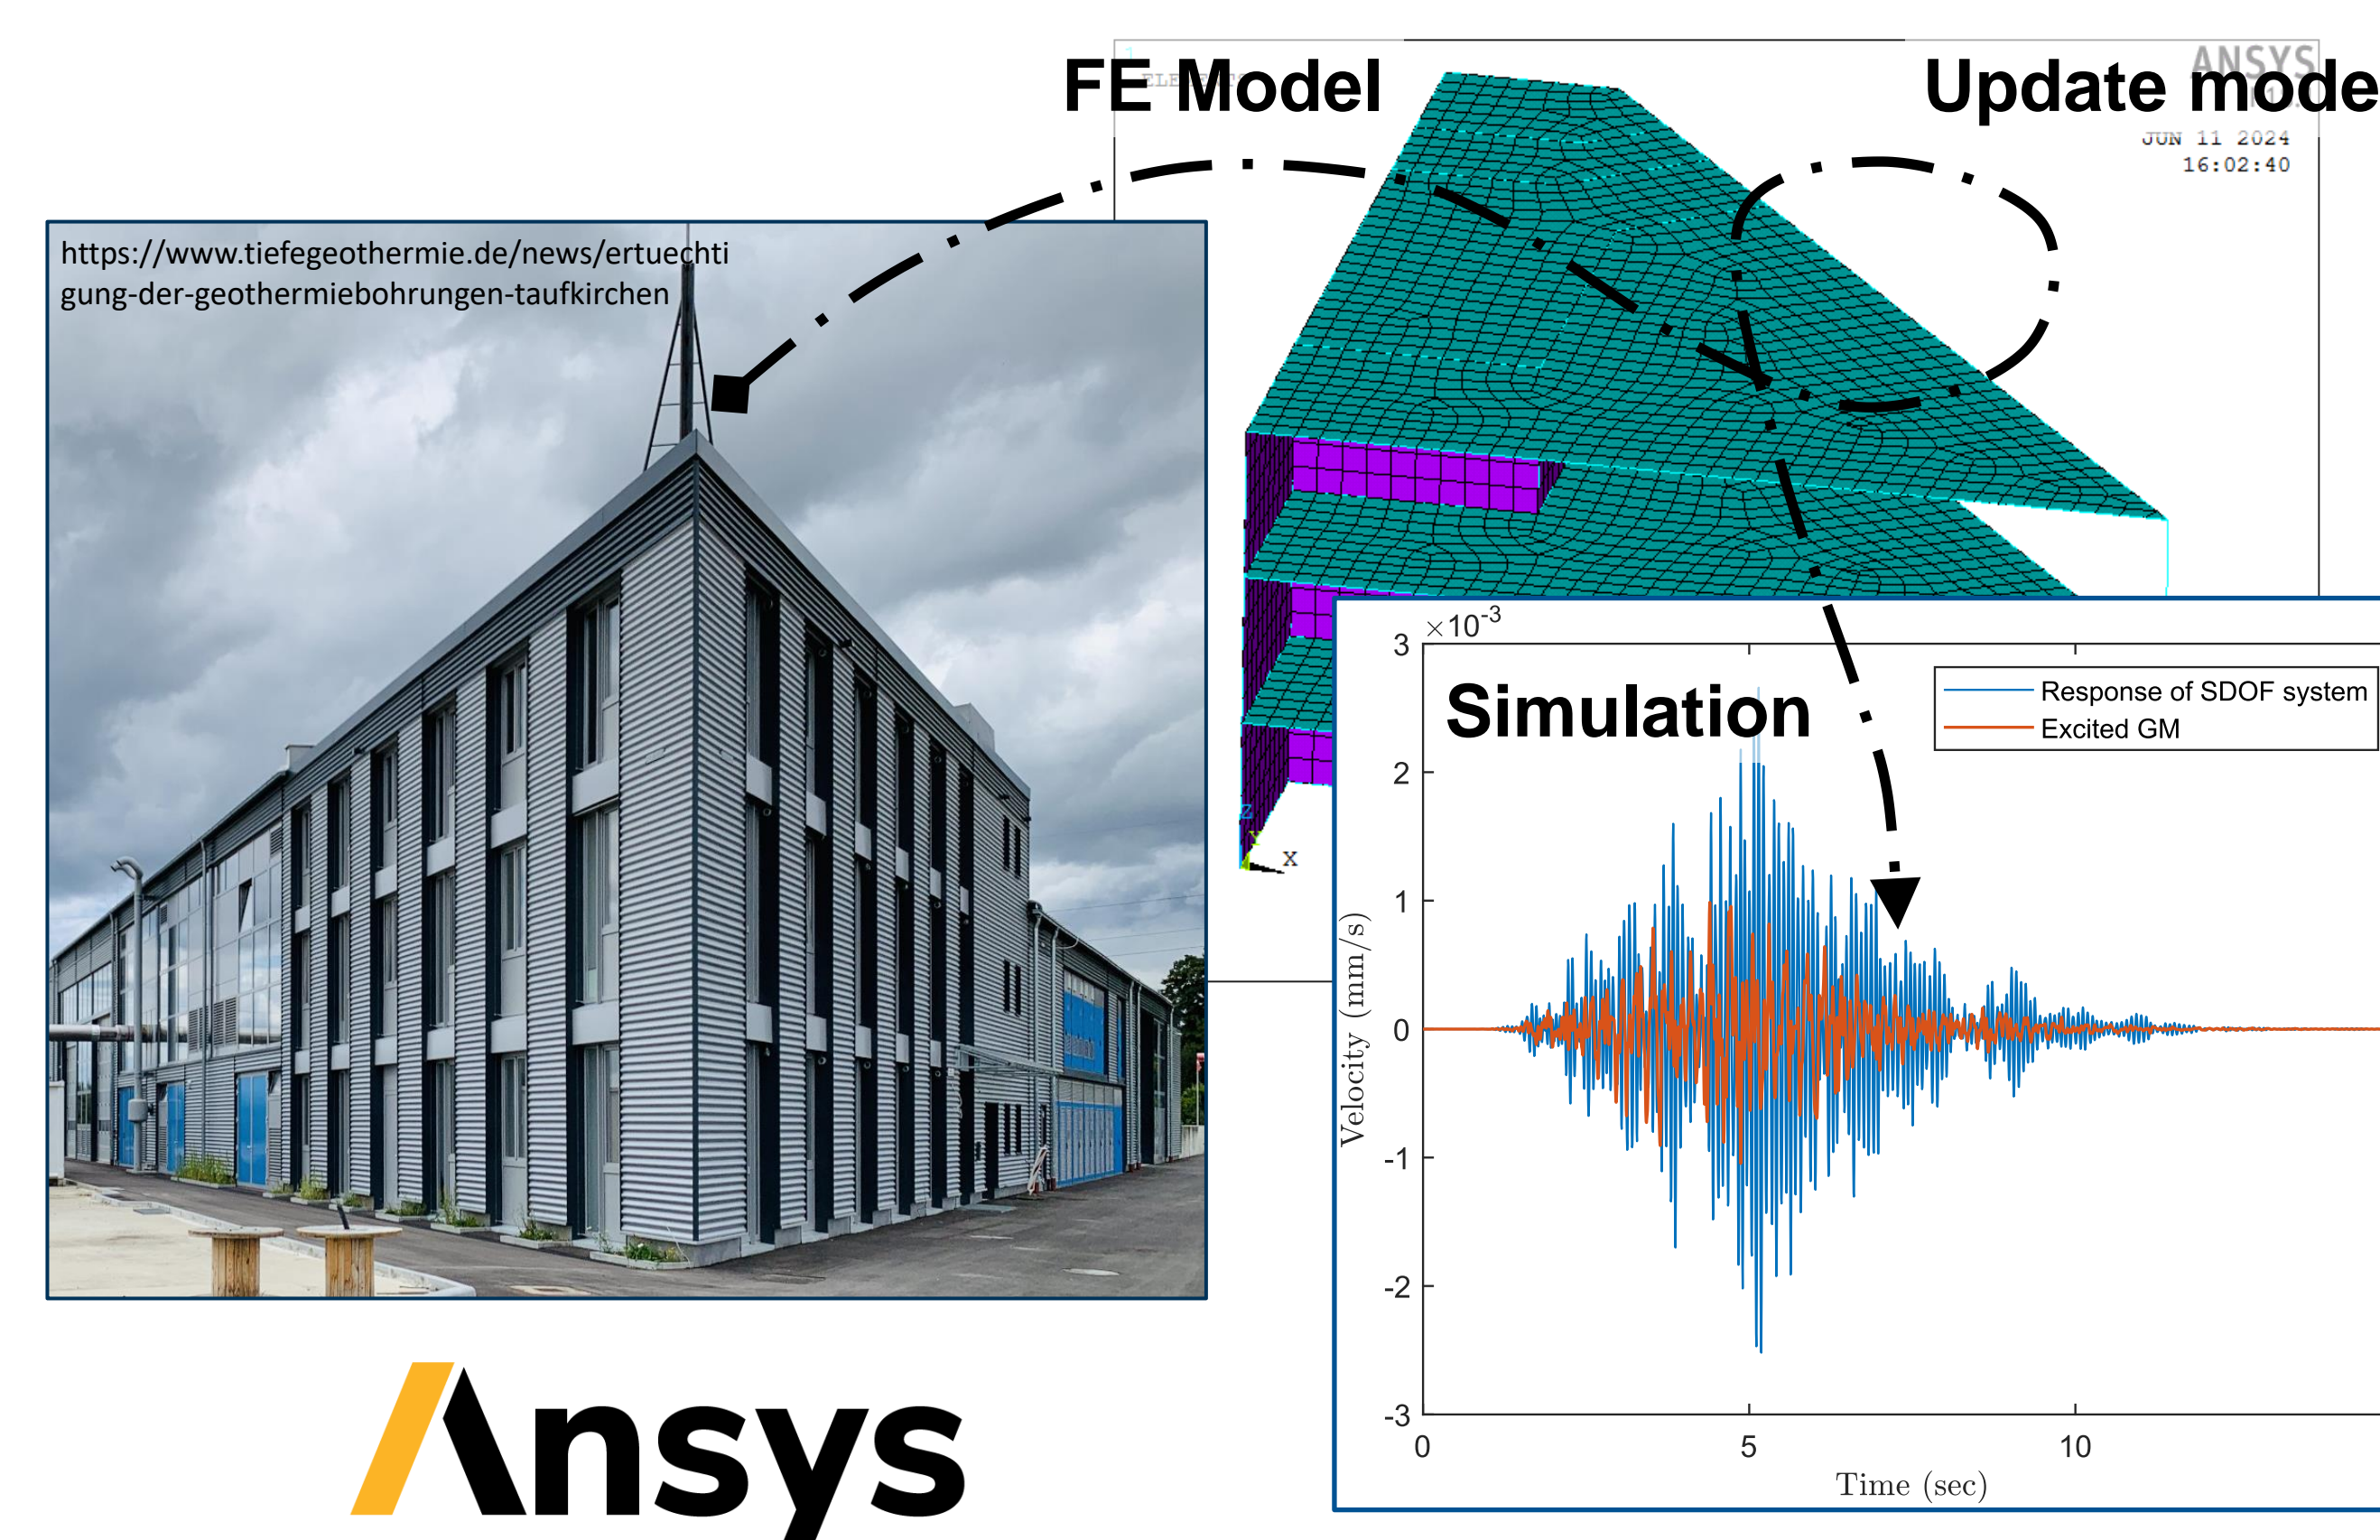 FE Model
Update mode
ANSYS
JUN 11 2024
16:02:40
https://www.tiefegeothermie.de/news/ertuechti
gung-der-geothermiebohrungen-taufkirchen
Z
Y
X
×10-3
Simulation
Response of SDOF system
Excited GM
3
2
1
0
-1
-2
-3
Velocity (mm/s)
0 5 10
Time (sec)
Ansys